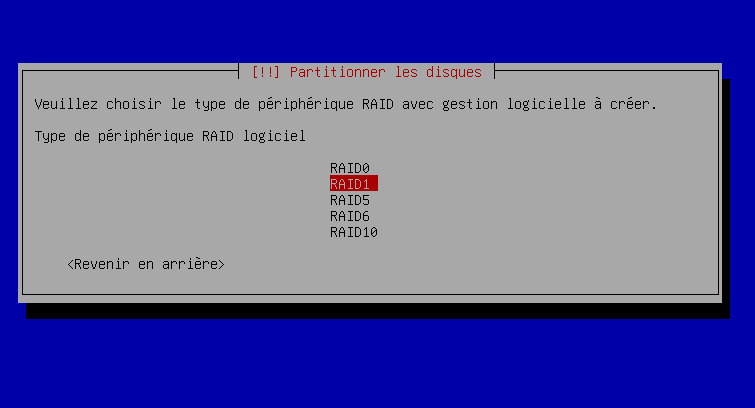 [!!] Partitionner les disques
Veuillez choisir le type de périphérique RAID avec gestion logicielle à créer.
Type de périphérique RAID logiciel
RAID0
RAID1
RAID5
RAID6
RAID10
<Revenir en arrière>